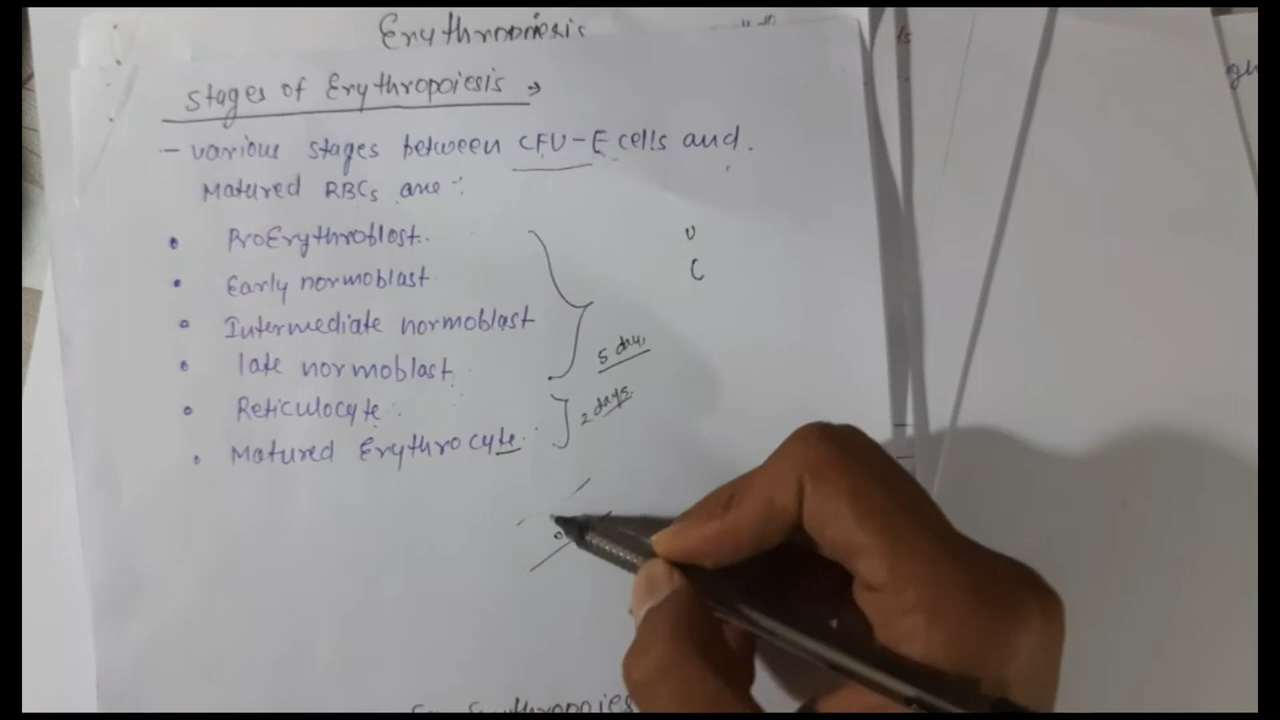 Erythropoiesis
Stages of Erythropoiesis →
- various stages between CFU-E cells and
Matured RBCs are :-
• ProErythroblast.
• Early normoblast
• Intermediate normoblast
• late normoblast
5 days
• Reticulocyte
2 days
• Matured Erythrocyte.